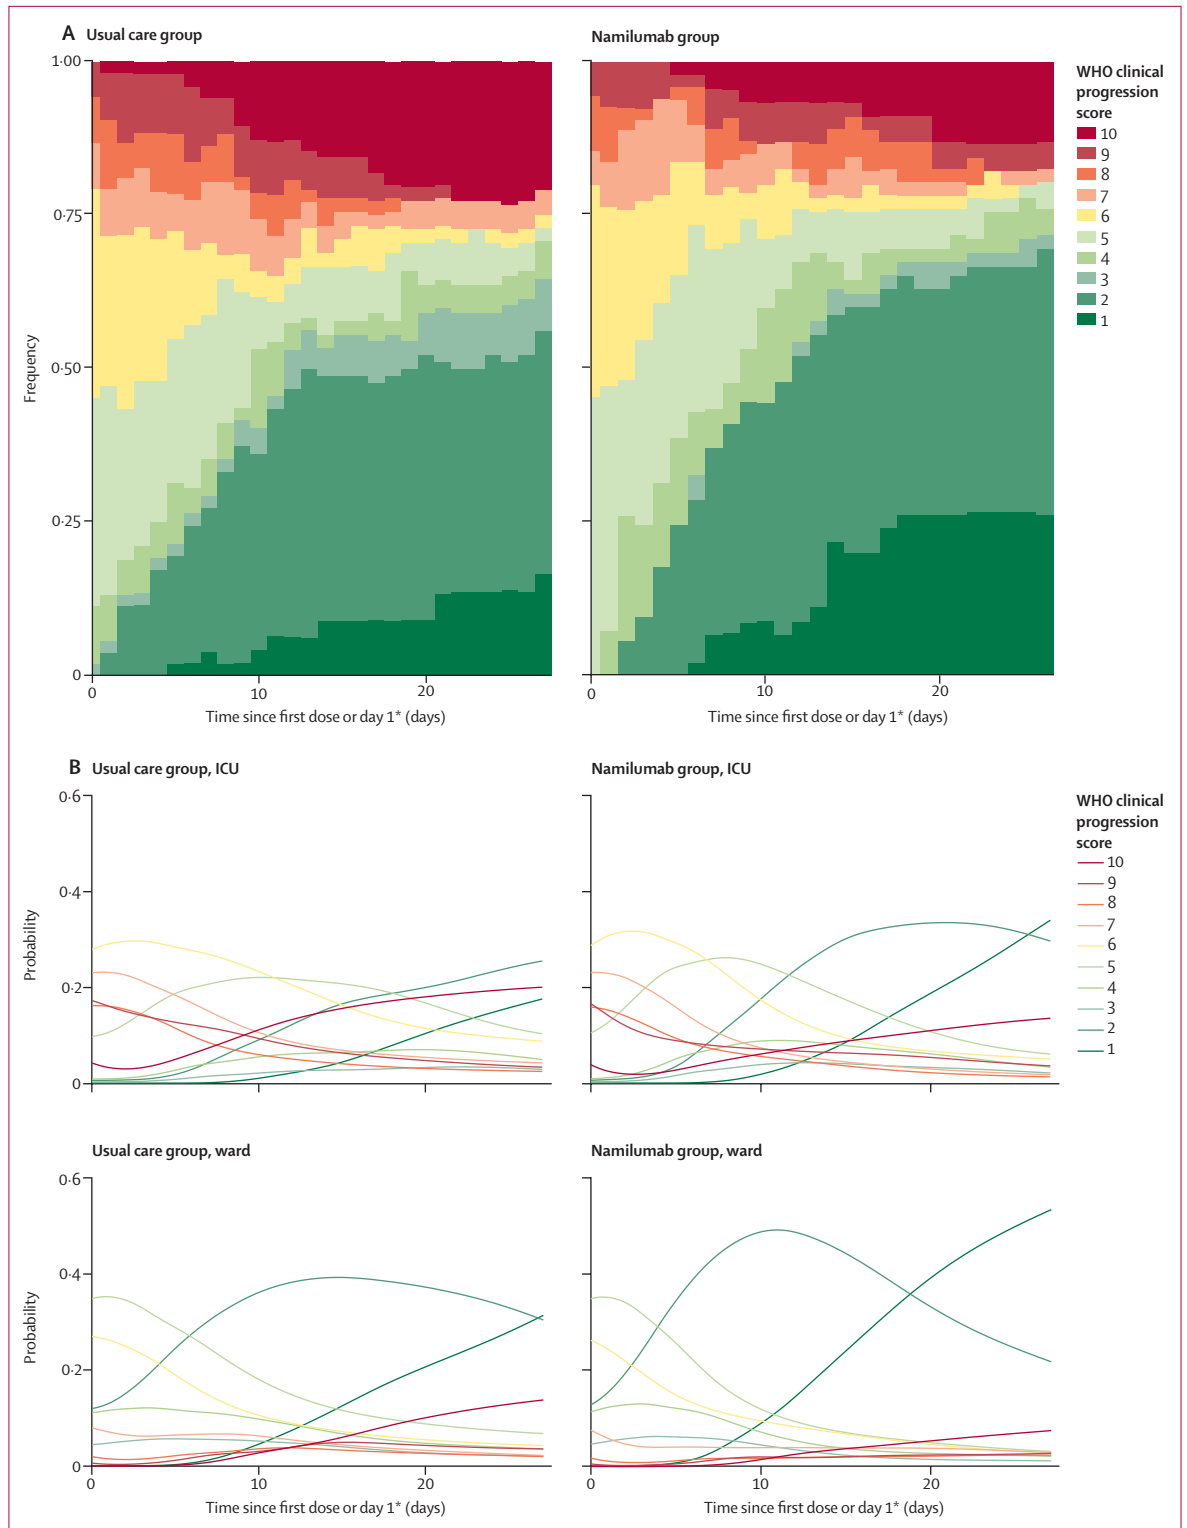 A Usual care group
Namilumab group
WHO clinical
progression
score
10
9
8
7
6
5
4
3
2
1
1·00
0·75
0·50
0·25
0
Frequency
0
10
20
0
10
20
Time since first dose or day 1* (days)
Time since first dose or day 1* (days)
B Usual care group, ICU
Namilumab group, ICU
WHO clinical
progression
score
10
9
8
7
6
5
4
3
2
1
0·6
0·4
0·2
0
Probability
Usual care group, ward
Namilumab group, ward
0·6
0·4
0·2
0
Probability
0
10
20
0
10
20
Time since first dose or day 1* (days)
Time since first dose or day 1* (days)